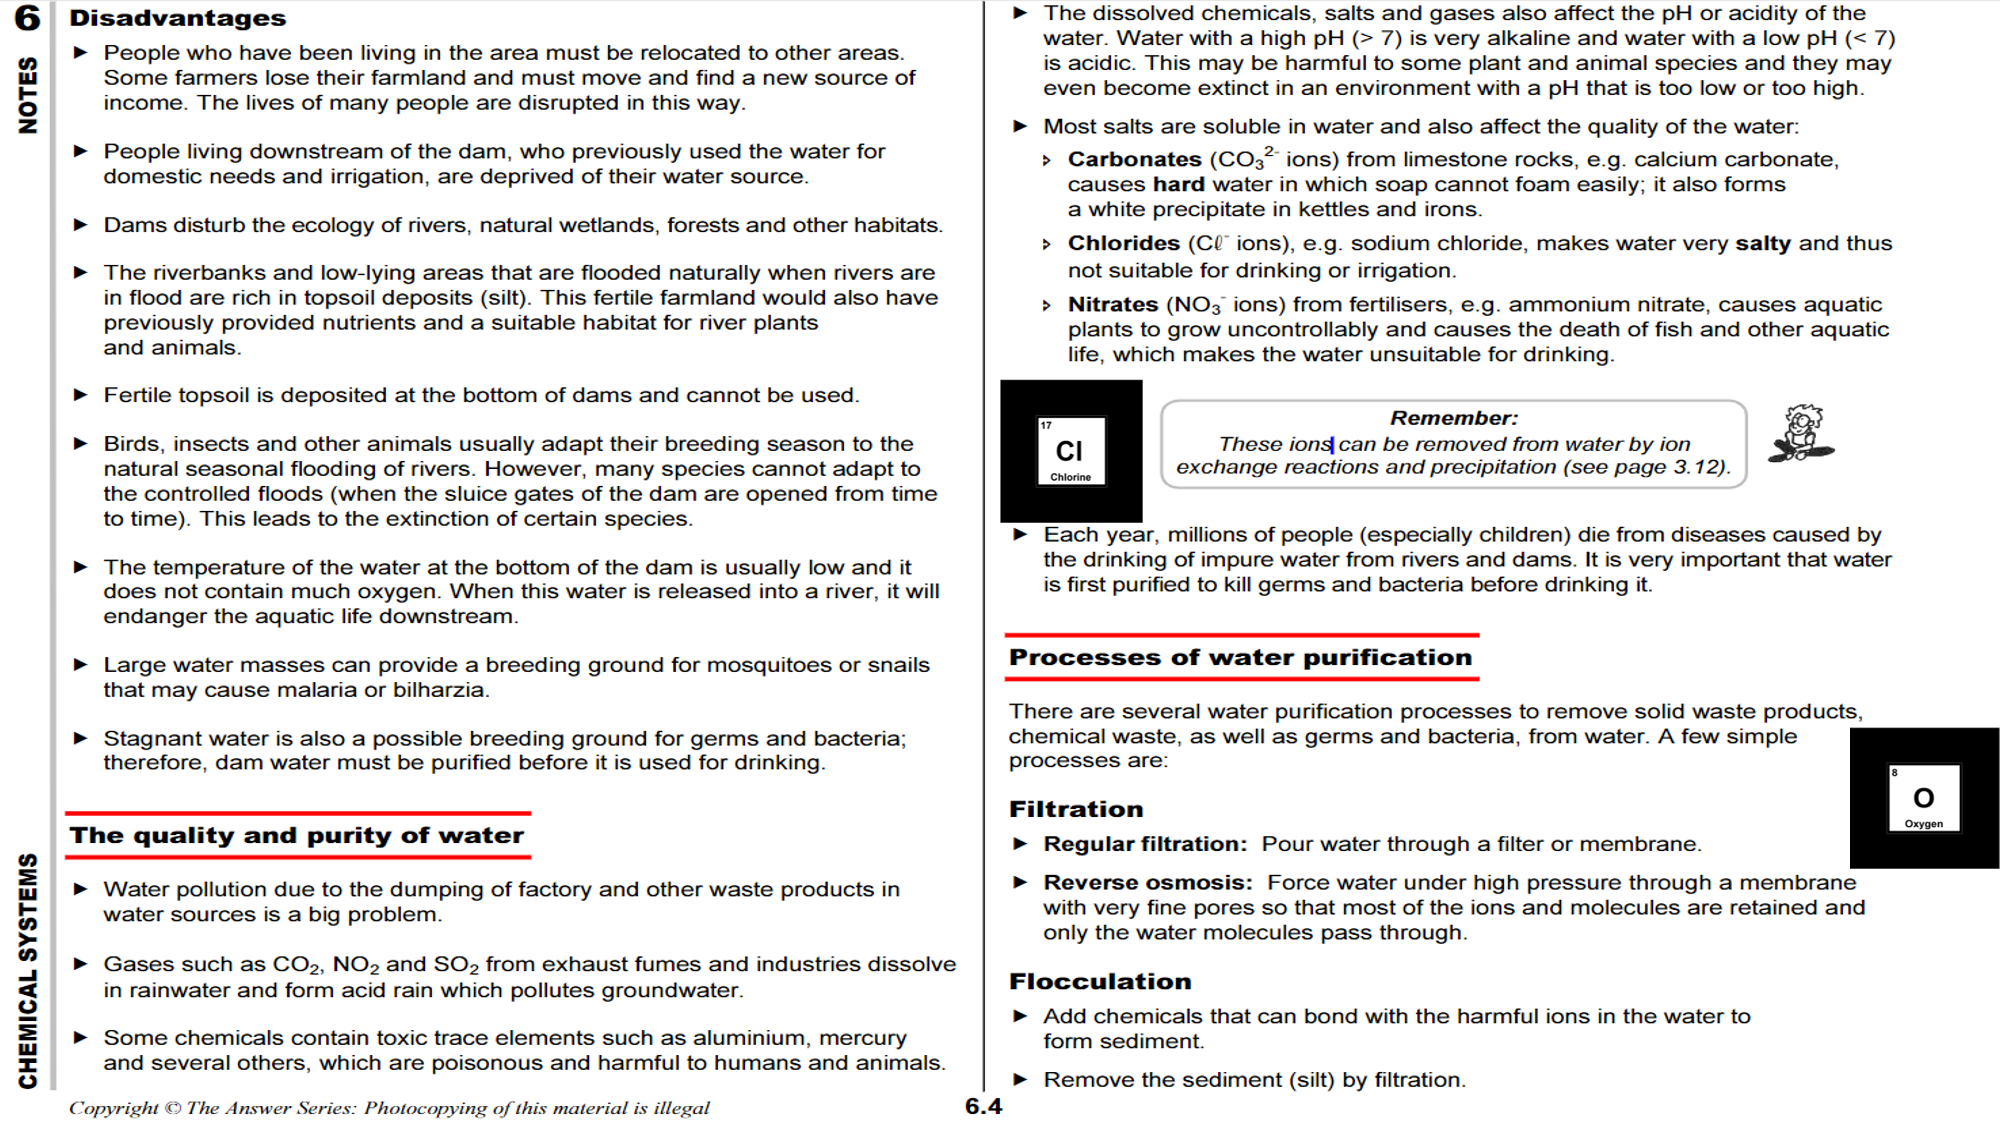 6
NOTES
CHEMICAL SYSTEMS
Disadvantages
► People who have been living in the area must be relocated to other areas.
Some farmers lose their farmland and must move and find a new source of
income. The lives of many people are disrupted in this way.
► People living downstream of the dam, who previously used the water for
domestic needs and irrigation, are deprived of their water source.
► Dams disturb the ecology of rivers, natural wetlands, forests and other habitats.
► The riverbanks and low-lying areas that are flooded naturally when rivers are
in flood are rich in topsoil deposits (silt). This fertile farmland would also have
previously provided nutrients and a suitable habitat for river plants
and animals.
► Fertile topsoil is deposited at the bottom of dams and cannot be used.
► Birds, insects and other animals usually adapt their breeding season to the
natural seasonal flooding of rivers. However, many species cannot adapt to
the controlled floods (when the sluice gates of the dam are opened from time
to time). This leads to the extinction of certain species.
► The temperature of the water at the bottom of the dam is usually low and it
does not contain much oxygen. When this water is released into a river, it will
endanger the aquatic life downstream.
► Large water masses can provide a breeding ground for mosquitoes or snails
that may cause malaria or bilharzia.
► Stagnant water is also a possible breeding ground for germs and bacteria;
therefore, dam water must be purified before it is used for drinking.
The quality and purity of water
► Water pollution due to the dumping of factory and other waste products in
water sources is a big problem.
► Gases such as CO₂, NO₂ and SO₂ from exhaust fumes and industries dissolve
in rainwater and form acid rain which pollutes groundwater.
► Some chemicals contain toxic trace elements such as aluminium, mercury
and several others, which are poisonous and harmful to humans and animals.
► The dissolved chemicals, salts and gases also affect the pH or acidity of the
water. Water with a high pH (> 7) is very alkaline and water with a low pH (< 7)
is acidic. This may be harmful to some plant and animal species and they may
even become extinct in an environment with a pH that is too low or too high.
► Most salts are soluble in water and also affect the quality of the water:
Carbonates (CO₃²⁻ ions) from limestone rocks, e.g. calcium carbonate,
causes hard water in which soap cannot foam easily; it also forms
a white precipitate in kettles and irons.
Chlorides (Cℓ⁻ ions), e.g. sodium chloride, makes water very salty and thus
not suitable for drinking or irrigation.
Nitrates (NO₃⁻ ions) from fertilisers, e.g. ammonium nitrate, causes aquatic
plants to grow uncontrollably and causes the death of fish and other aquatic
life, which makes the water unsuitable for drinking.
17
Cl
Chlorine
Remember:
These ions can be removed from water by ion
exchange reactions and precipitation (see page 3.12).
► Each year, millions of people (especially children) die from diseases caused by
the drinking of impure water from rivers and dams. It is very important that water
is first purified to kill germs and bacteria before drinking it.
Processes of water purification
There are several water purification processes to remove solid waste products,
chemical waste, as well as germs and bacteria, from water. A few simple
processes are:
8
O
Oxygen
Filtration
► Regular filtration: Pour water through a filter or membrane.
► Reverse osmosis: Force water under high pressure through a membrane
with very fine pores so that most of the ions and molecules are retained and
only the water molecules pass through.
Flocculation
► Add chemicals that can bond with the harmful ions in the water to
form sediment.
► Remove the sediment (silt) by filtration.
Copyright © The Answer Series: Photocopying of this material is illegal
6.4